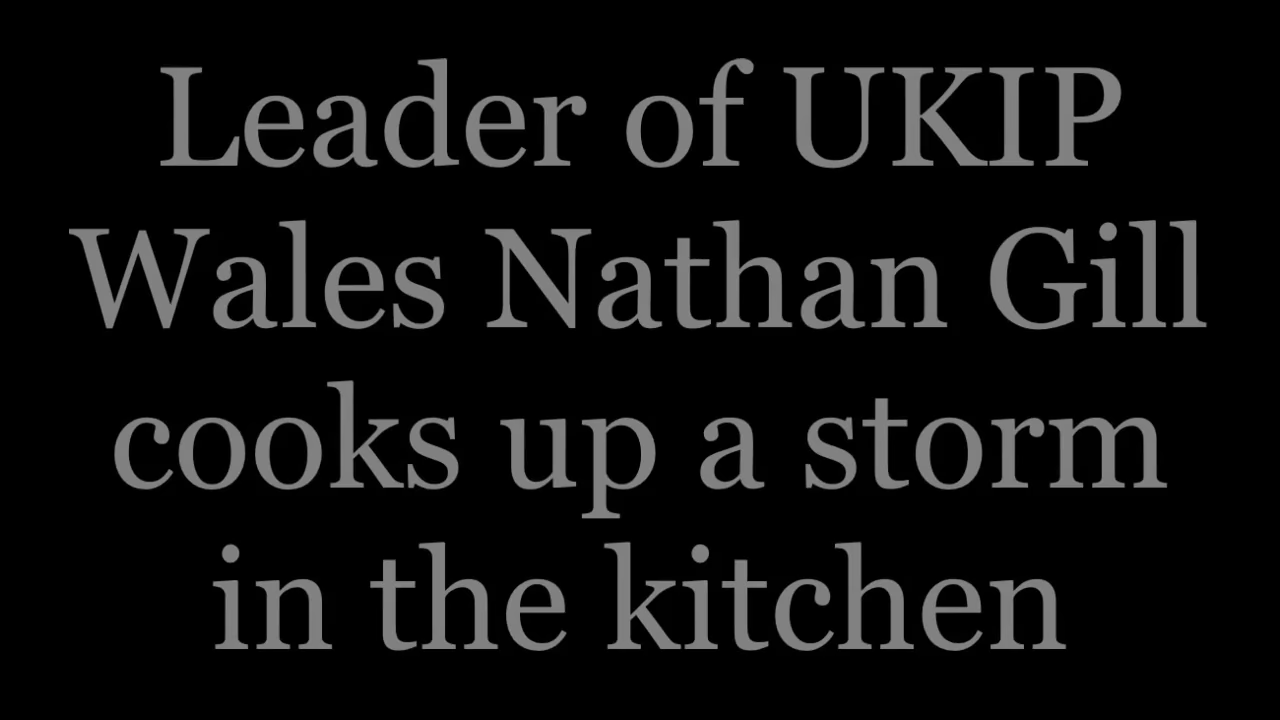 Leader of UKIP
Wales Nathan Gill
cooks up a storm
in the kitchen